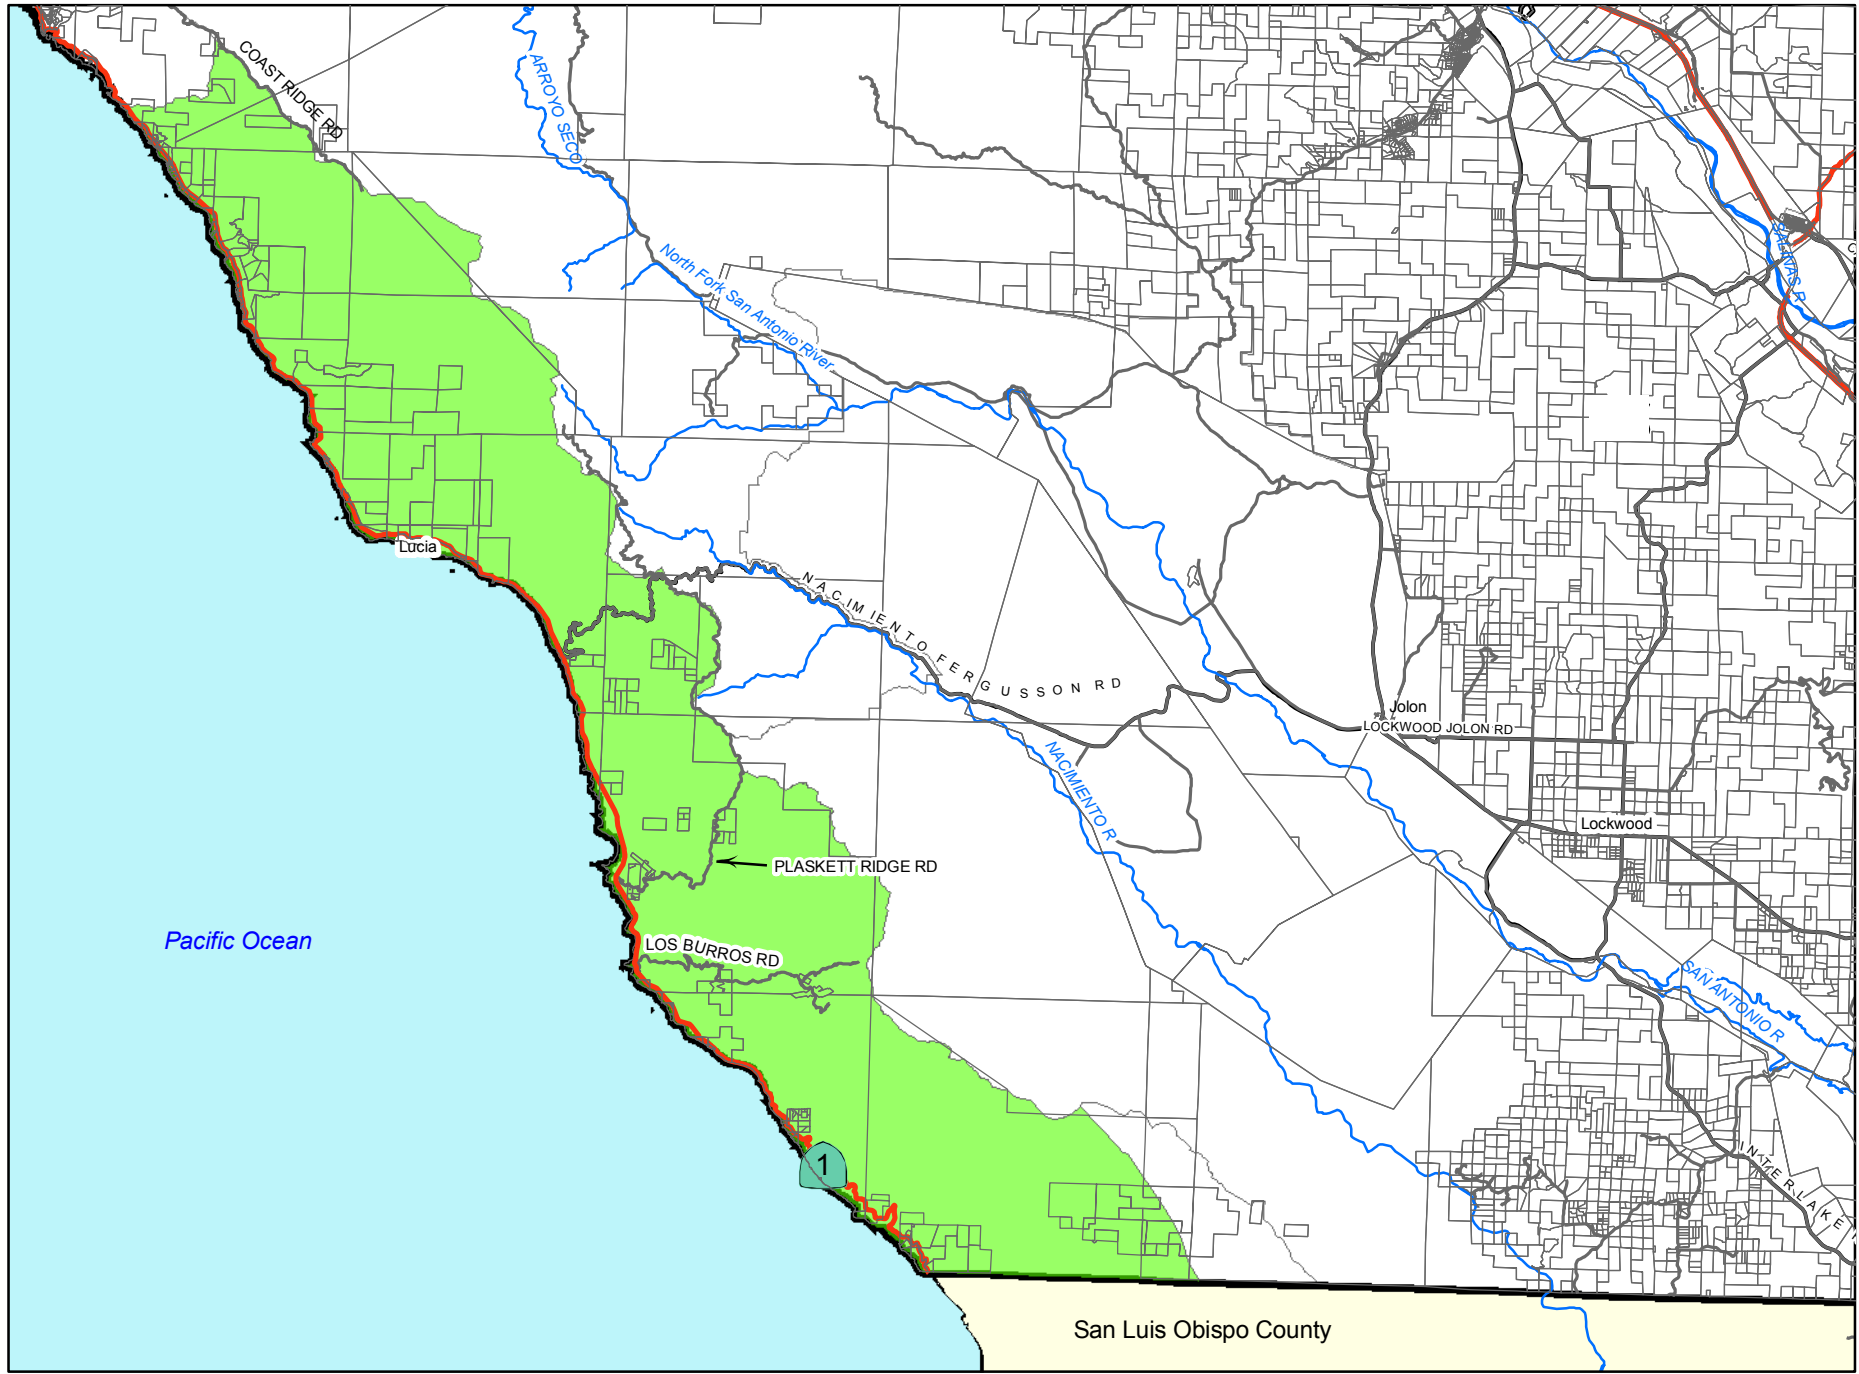 COAST RIDGE RD
ARROYO SECO
North Fork San Antonio River
SALINAS R
Lucia
NACIMIENTO FERGUSSON RD
Jolon
LOCKWOOD JOLON RD
NACIMIENTO R
Lockwood
PLASKETT RIDGE RD
Pacific Ocean
LOS BURROS RD
SAN ANTONIO R
1
INTERLAKE
San Luis Obispo County